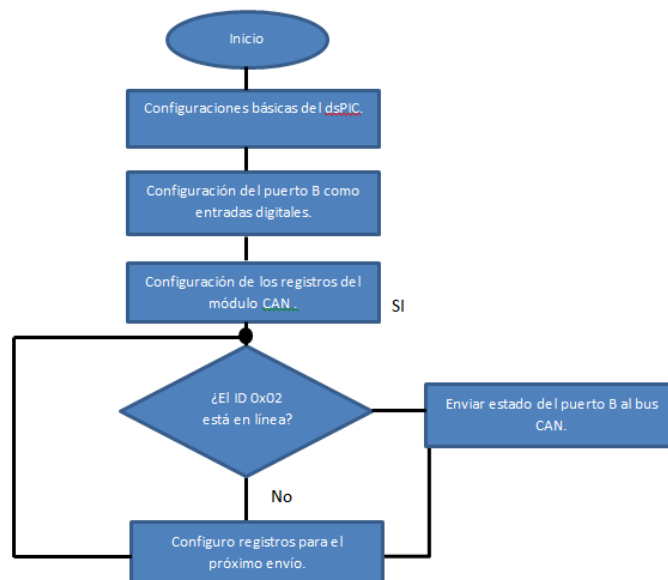 Inicio
Configuraciones básicas del dsPIC.
Configuración del puerto B como
entradas digitales.
Configuración de los registros del
módulo CAN .
SI
¿El ID 0x02
está en línea?
Enviar estado del puerto B al bus
CAN.
No
Configuro registros para el
próximo envío.